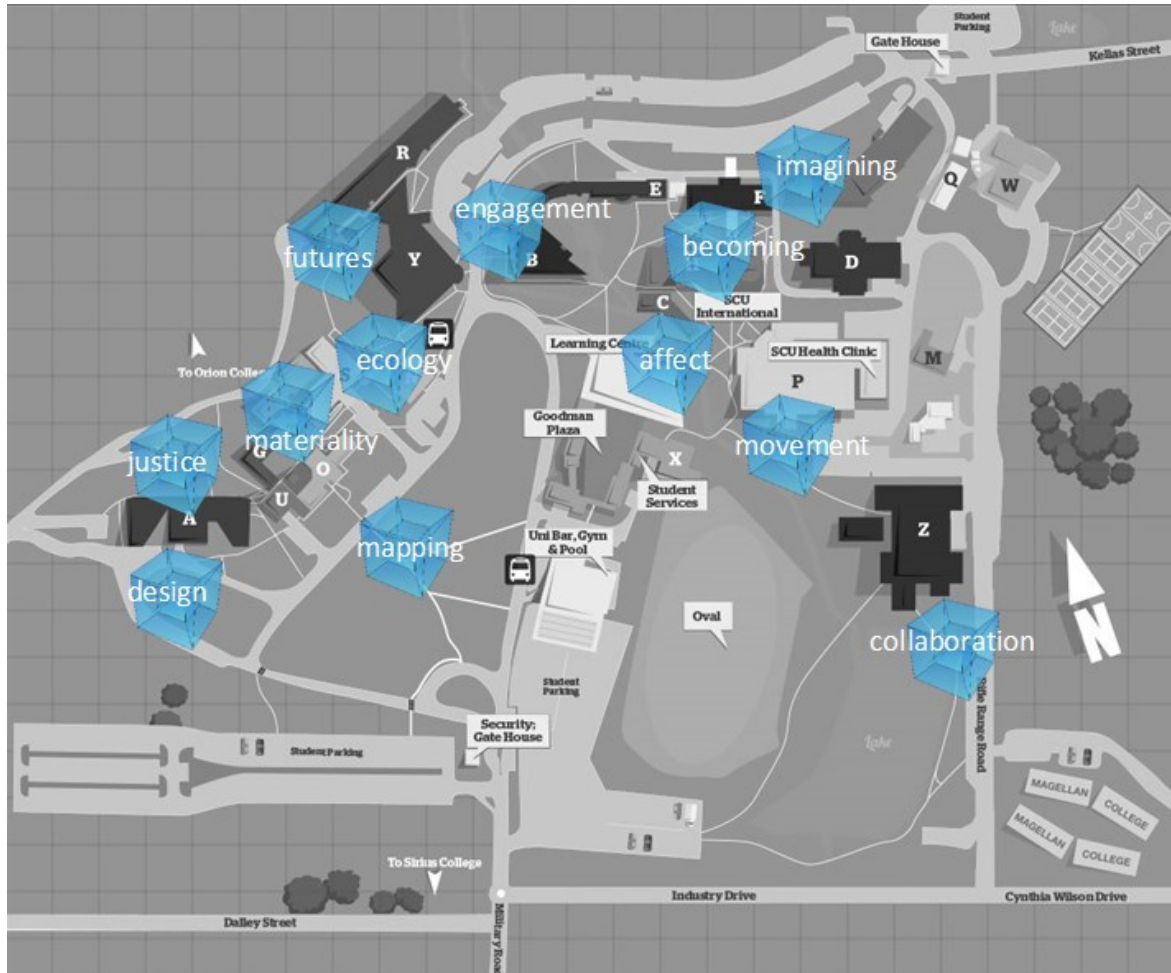 Student
Parking
Lake
Gate House
Kellas Street
R
E
F
imagining
Q
W
engagement
futures
Y
B
becoming
D
C
SCU
International
ecology
S
To Orion College
Learning Centre
affect
SCU Health Clinic
M
P
materiality
justice
G
O
U
A
Goodman
Plaza
movement
X
Student
Services
mapping
Uni Bar, Gym
& Pool
Z
design
Oval
collaboration
Student
Parking
Security;
Gate House
Student Parking
Lake
Rifle Range Road
N
MAGELLAN
COLLEGE
MAGELLAN
COLLEGE
To Sirius College
Industry Drive
Cynthia Wilson Drive
Dalley Street
Military Road